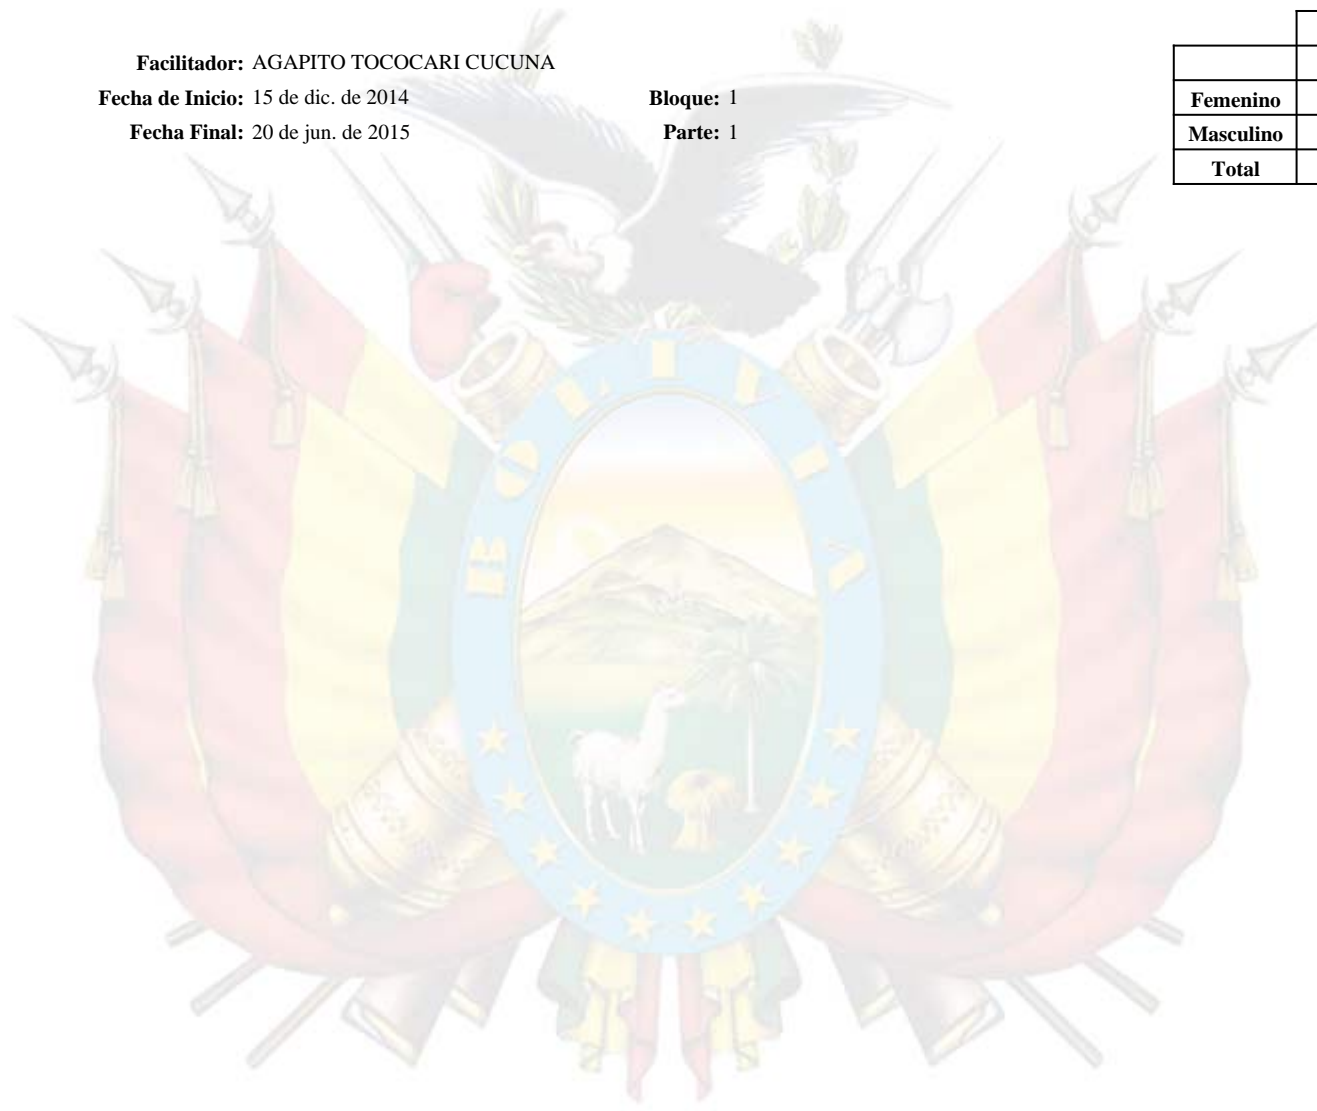 Facilitador: AGAPITO TOCOCARI CUCUNA
Fecha de Inicio: 15 de dic. de 2014 Bloque: 1
Fecha Final: 20 de jun. de 2015 Parte: 1
Femenino
Masculino
Total
BOLIVIA